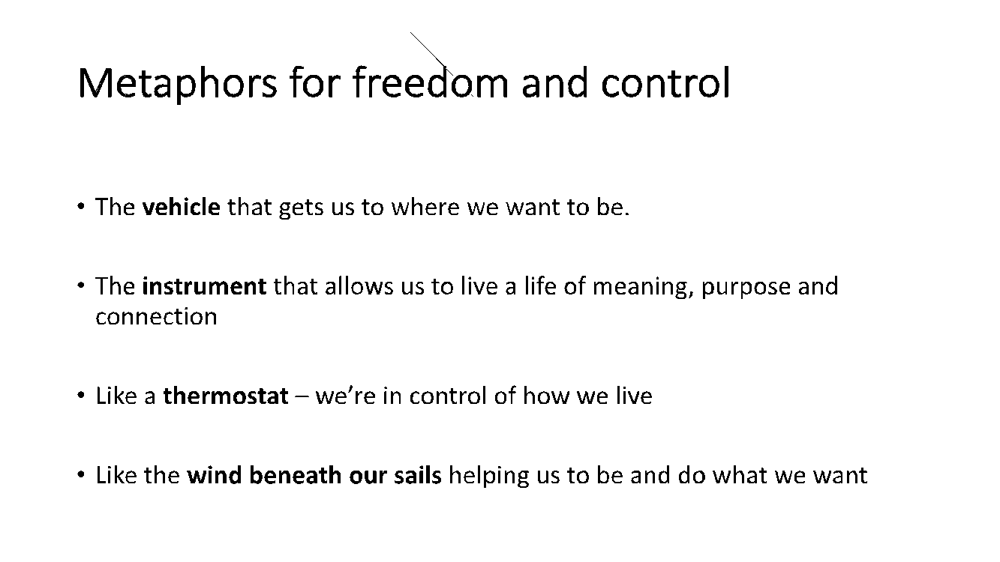 Metaphors for freedom and control
• The vehicle that gets us to where we want to be.
• The instrument that allows us to live a life of meaning, purpose and
connection
• Like a thermostat – we’re in control of how we live
• Like the wind beneath our sails helping us to be and do what we want